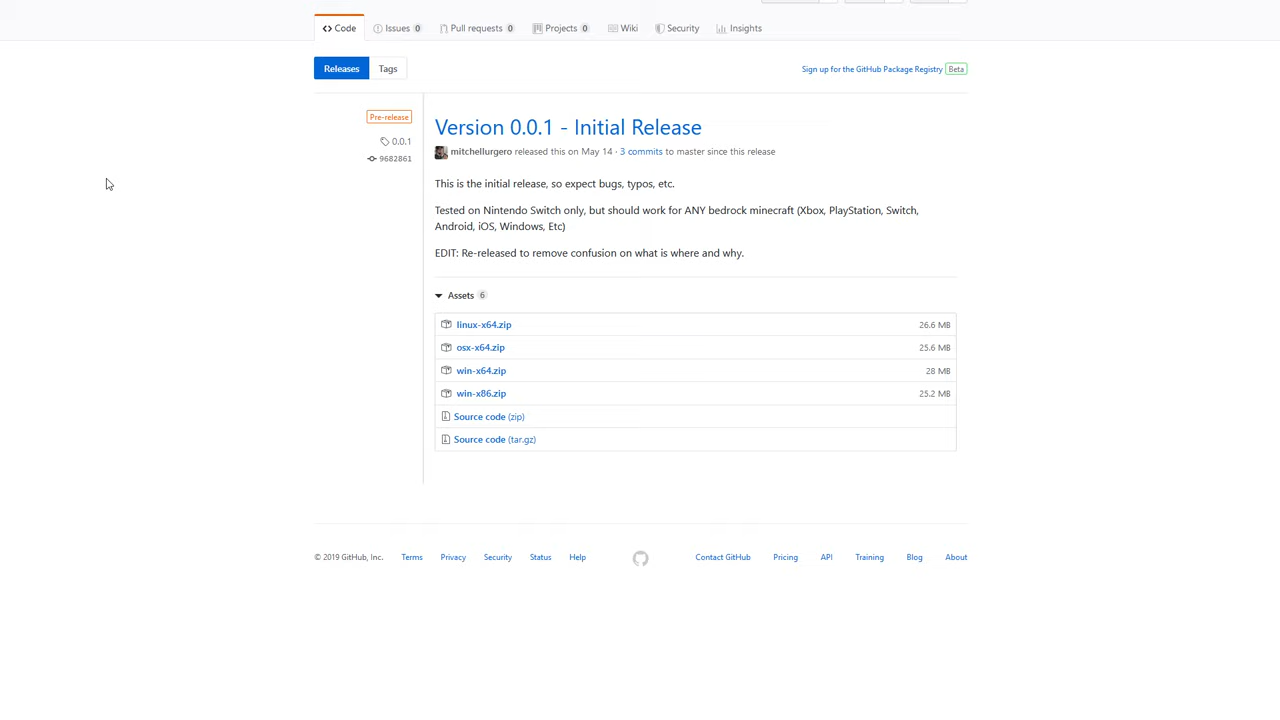 Code Issues 0 Pull requests 0 Projects 0 Wiki Security Insights
Releases Tags Sign up for the GitHub Package Registry Beta
Pre-release
0.0.1
9682861
Version 0.0.1 - Initial Release
mitchellurgero released this on May 14 · 3 commits to master since this release
This is the initial release, so expect bugs, typos, etc.
Tested on Nintendo Switch only, but should work for ANY bedrock minecraft (Xbox, PlayStation, Switch,
Android, iOS, Windows, Etc)
EDIT: Re-released to remove confusion on what is where and why.
Assets 6
linux-x64.zip 26.6 MB
osx-x64.zip 25.6 MB
win-x64.zip 28 MB
win-x86.zip 25.2 MB
Source code (zip)
Source code (tar.gz)
© 2019 GitHub, Inc. Terms Privacy Security Status Help Contact GitHub Pricing API Training Blog About